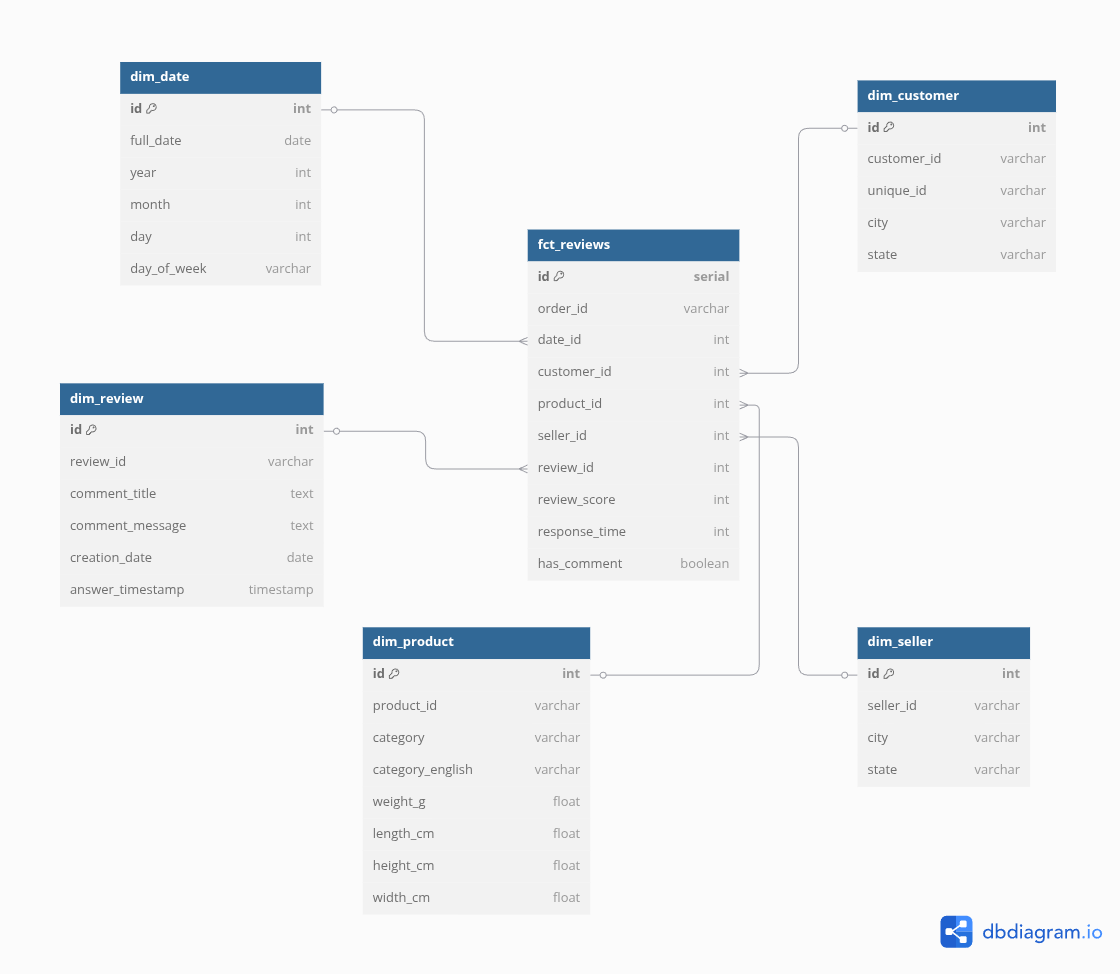 dim_date
id int
full_date date
year int
month int
day int
day_of_week varchar
dim_customer
id int
customer_id varchar
unique_id varchar
city varchar
state varchar
fct_reviews
id serial
order_id varchar
date_id int
customer_id int
product_id int
seller_id int
review_id int
review_score int
response_time int
has_comment boolean
dim_review
id int
review_id varchar
comment_title text
comment_message text
creation_date date
answer_timestamp timestamp
dim_product
id int
product_id varchar
category varchar
category_english varchar
weight_g float
length_cm float
height_cm float
width_cm float
dim_seller
id int
seller_id varchar
city varchar
state varchar
dbdiagram.io